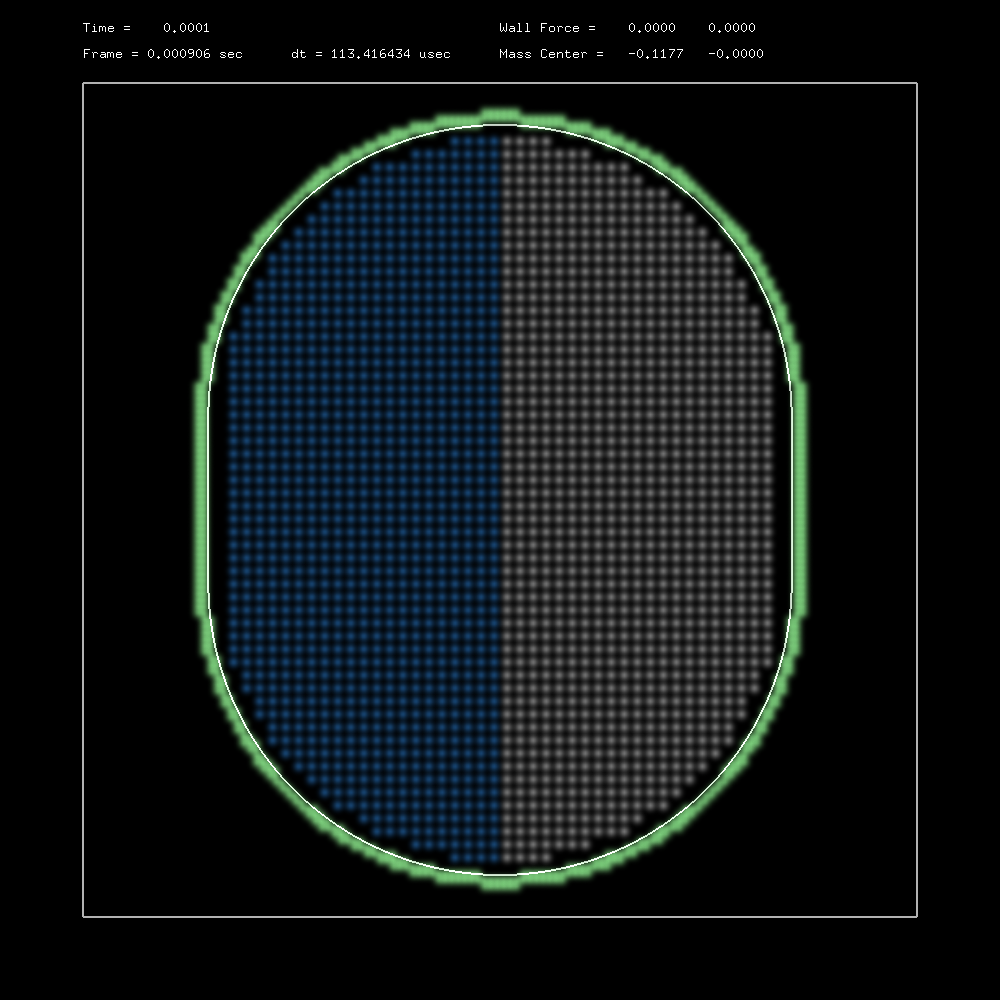 Time = 0.0001 Wall Force = 0.0000 0.0000
Frame = 0.000906 sec dt = 113.416434 usec Mass Center = -0.1177 -0.0000